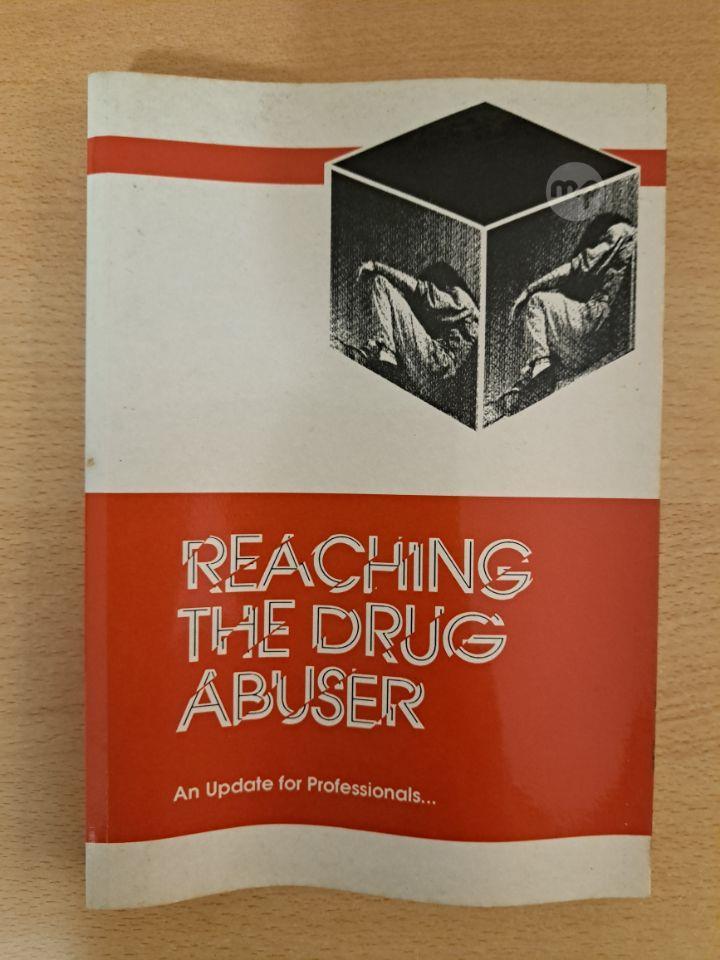 REACHING
THE DRUG
ABUSER
An Update for Professionals...